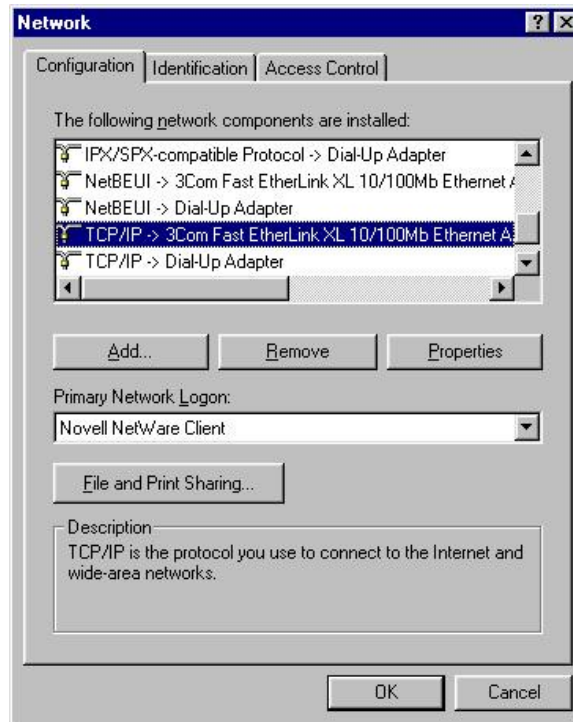 Network
Configuration Identification Access Control
The following network components are installed:
IPX/SPX-compatible Protocol -> Dial-Up Adapter
NetBEUI -> 3Com Fast EtherLink XL 10/100Mb Ethernet A
NetBEUI -> Dial-Up Adapter
TCP/IP -> 3Com Fast EtherLink XL 10/100Mb Ethernet A
TCP/IP -> Dial-Up Adapter
Add... Remove Properties
Primary Network Logon:
Novell NetWare Client
File and Print Sharing...
Description
TCP/IP is the protocol you use to connect to the Internet and
wide-area networks.
OK Cancel